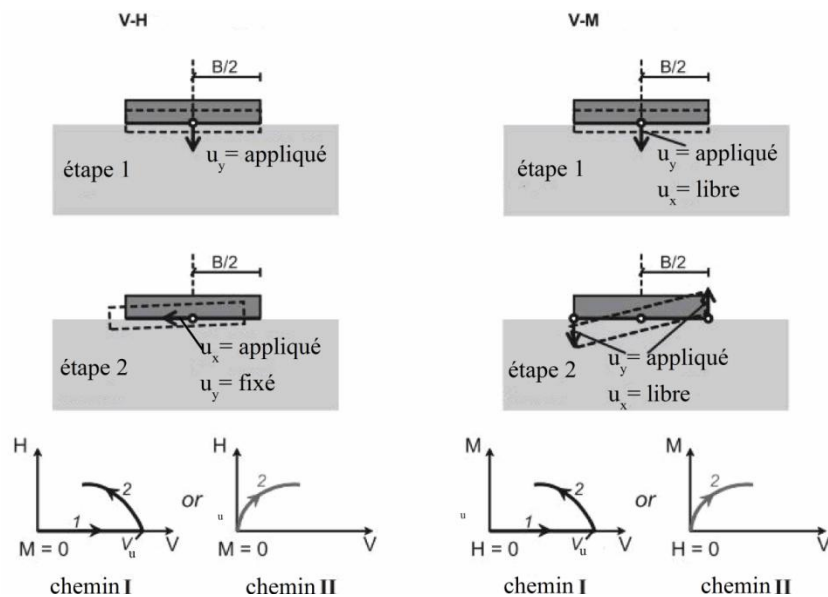 V-H
B/2
u_y= appliqué
étape 1
B/2
u_x= appliqué
étape 2
u_y= fixé
H
2
1
M = 0
V_u
V
or
H
2
u
M = 0
V
chemin I
chemin II
V-M
B/2
u_y= appliqué
étape 1
u_x= libre
B/2
étape 2
u_y= appliqué
u_x= libre
M
2
1
u
H = 0
V_u
V
or
M
2
H = 0
V
chemin I
chemin II